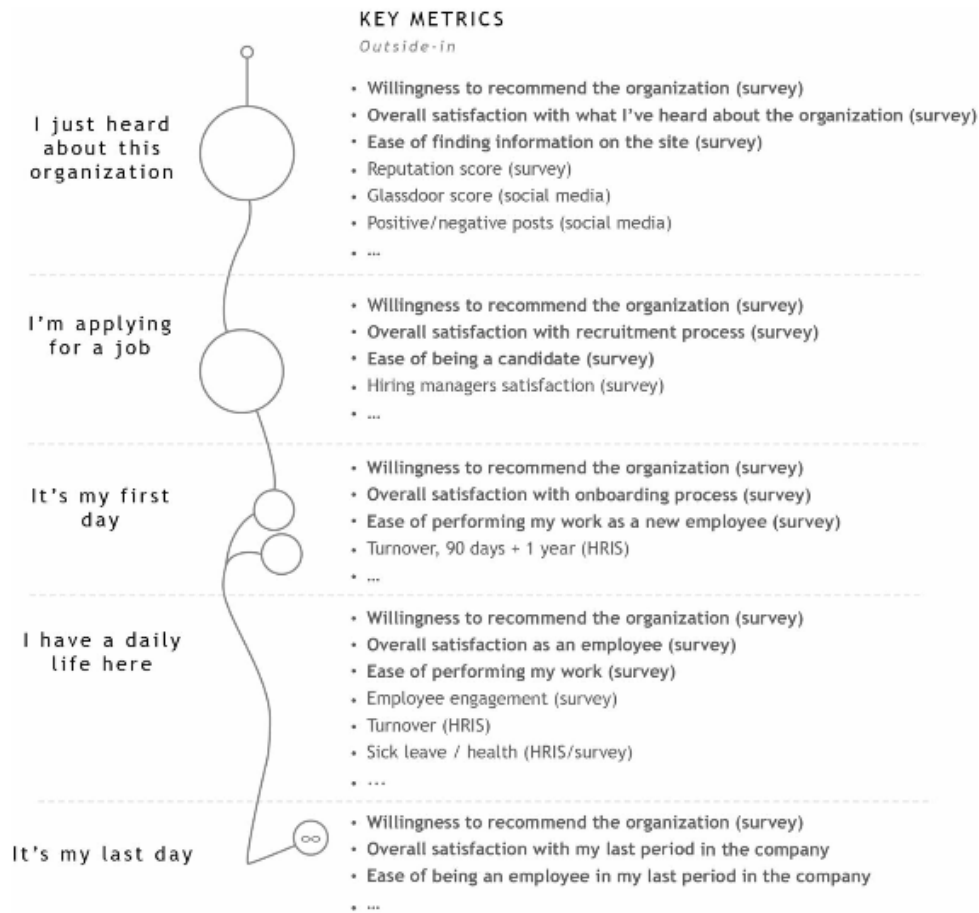 KEY METRICS
Outside-in
I just heard
about this
organization
• Willingness to recommend the organization (survey)
• Overall satisfaction with what I've heard about the organization (survey)
• Ease of finding information on the site (survey)
• Reputation score (survey)
• Glassdoor score (social media)
• Positive/negative posts (social media)
• ...
I'm applying
for a job
• Willingness to recommend the organization (survey)
• Overall satisfaction with recruitment process (survey)
• Ease of being a candidate (survey)
• Hiring managers satisfaction (survey)
• ...
It's my first
day
• Willingness to recommend the organization (survey)
• Overall satisfaction with onboarding process (survey)
• Ease of performing my work as a new employee (survey)
• Turnover, 90 days + 1 year (HRIS)
• ...
I have a daily
life here
• Willingness to recommend the organization (survey)
• Overall satisfaction as an employee (survey)
• Ease of performing my work (survey)
• Employee engagement (survey)
• Turnover (HRIS)
• Sick leave / health (HRIS/survey)
• ...
It's my last day
∞
• Willingness to recommend the organization (survey)
• Overall satisfaction with my last period in the company
• Ease of being an employee in my last period in the company
• ...